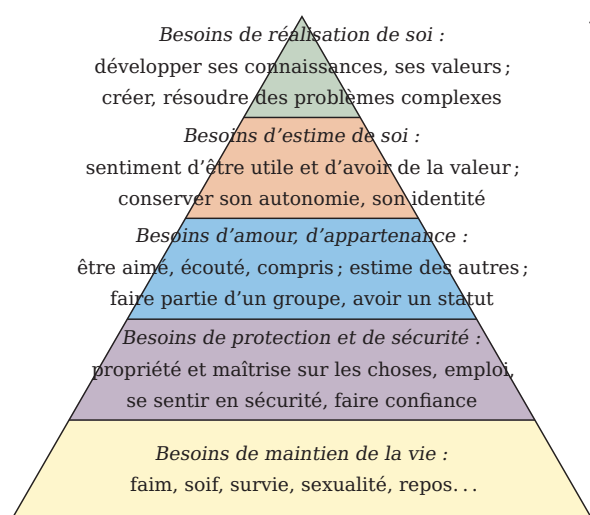 Besoins de réalisation de soi :
développer ses connaissances, ses valeurs ;
créer, résoudre des problèmes complexes
Besoins d’estime de soi :
sentiment d’être utile et d’avoir de la valeur ;
conserver son autonomie, son identité
Besoins d’amour, d’appartenance :
être aimé, écouté, compris ; estime des autres ;
faire partie d’un groupe, avoir un statut
Besoins de protection et de sécurité :
propriété et maîtrise sur les choses, emploi,
se sentir en sécurité, faire confiance
Besoins de maintien de la vie :
faim, soif, survie, sexualité, repos...